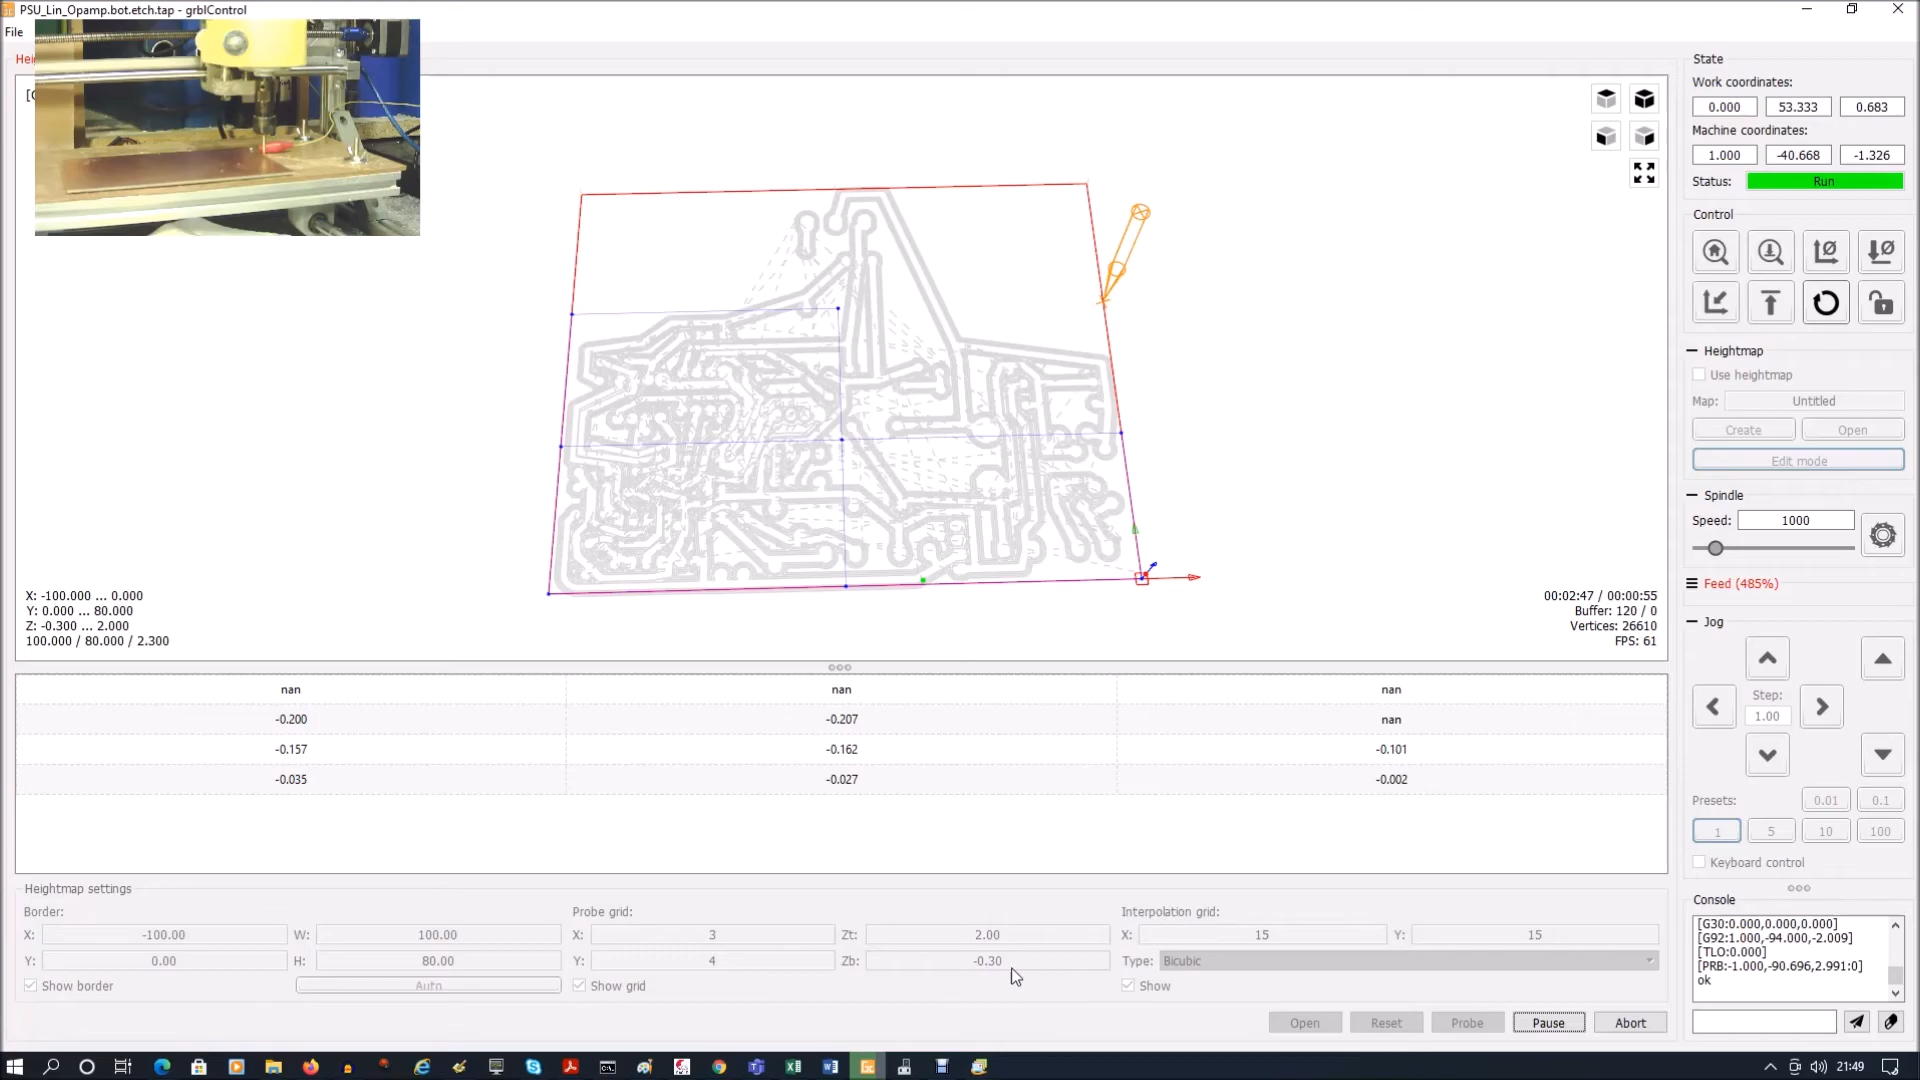 PSU_Lin_Opamp.bot.etch.tap - grblControl
File
State
Work coordinates:
0.000 53.333 0.683
Machine coordinates:
1.000 -40.668 -1.326
Status: Run
Control
Heightmap
Use heightmap
Map: Untitled
Create Open
Edit mode
Spindle
Speed: 1000
Feed (485%)
Jog
Step:
1.00
Presets: 0.01 0.1
1 5 10 100
Keyboard control
Console
[G30:0.000,0.000,0.000]
[G92:1.000,-94.000,-2.009]
[TLO:0.000]
[PRB:-1.000,-90.696,2.991:0]
ok
X: -100.000 ... 0.000
Y: 0.000 ... 80.000
Z: -0.300 ... 2.000
100.000 / 80.000 / 2.300
00:02:47 / 00:00:55
Buffer: 120 / 0
Vertices: 26610
FPS: 61
nan nan nan
-0.200 -0.207 nan
-0.157 -0.162 -0.101
-0.035 -0.027 -0.002
Heightmap settings
Border: Probe grid: Interpolation grid:
X: -100.00 W: 100.00 X: 3 Zt: 2.00 X: 15 Y: 15
Y: 0.00 H: 80.00 Y: 4 Zb: -0.30 Type: Bicubic
Show border Auto Show grid Show
Open Reset Probe Pause Abort
21:49